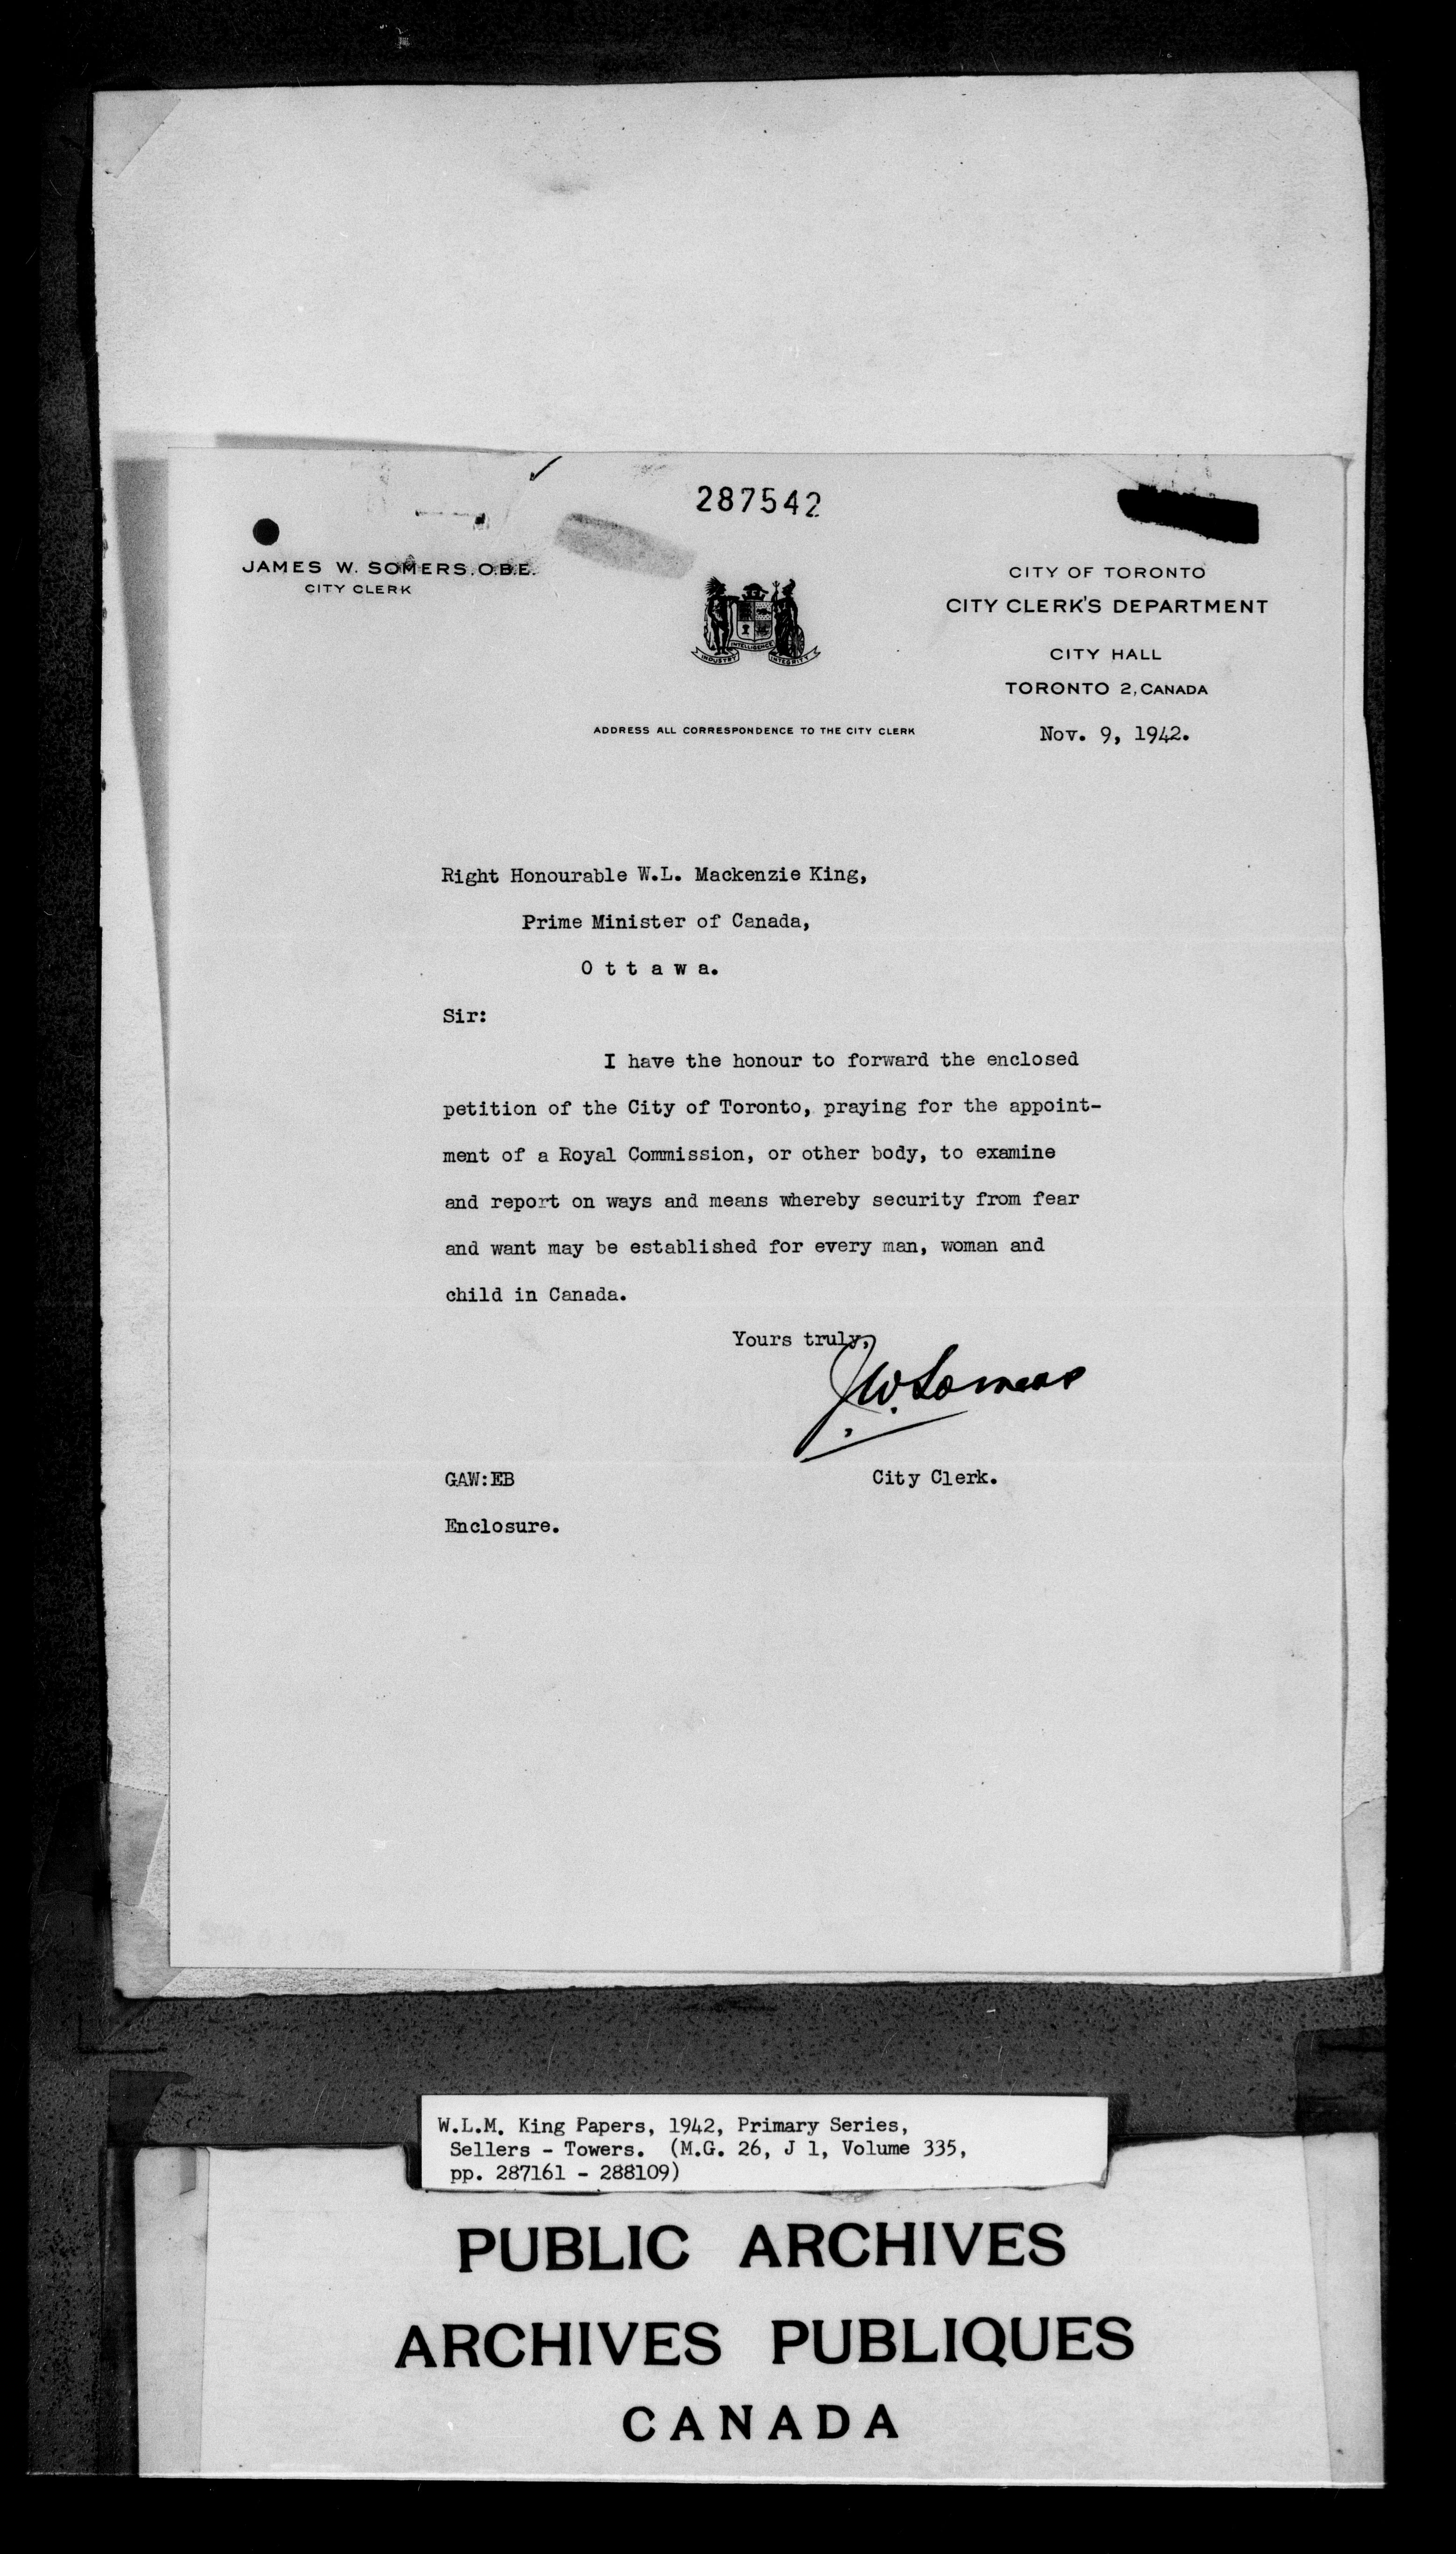 287542
JAMES W. SOMERS. O.B.E.
CITY CLERK
INDUSTRY INTELLIGENCE INTEGRITY
CITY OF TORONTO
CITY CLERK'S DEPARTMENT
CITY HALL
TORONTO 2, CANADA
ADDRESS ALL CORRESPONDENCE TO THE CITY CLERK
Nov. 9, 1942.
Right Honourable W.L. Mackenzie King,
Prime Minister of Canada,
O t t a w a.
Sir:
I have the honour to forward the enclosed
petition of the City of Toronto, praying for the appoint-
ment of a Royal Commission, or other body, to examine
and report on ways and means whereby security from fear
and want may be established for every man, woman and
child in Canada.
Yours truly,
J.W. Somers
GAW:EB
City Clerk.
Enclosure.
W.L.M. King Papers, 1942, Primary Series,
Sellers - Towers. (M.G. 26, J 1, Volume 335,
pp. 287161 - 288109)
PUBLIC ARCHIVES
ARCHIVES PUBLIQUES
CANADA